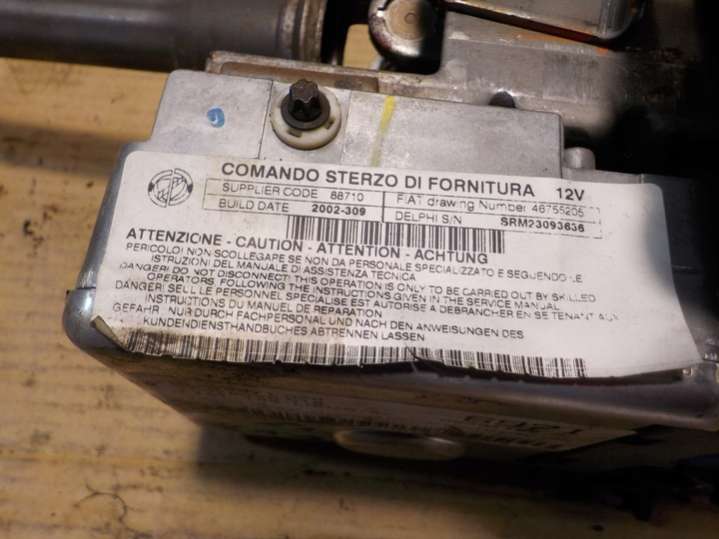 COMANDO STERZO DI FORNITURA 12V
SUPPLIER CODE 88710 FIAT drawing Number 46755205
BUILD DATE 2002-309 DELPHI S/N SRM23093636
ATTENZIONE - CAUTION - ATTENTION - ACHTUNG
PERICOLO! NON SCOLLEGARE SE NON DA PERSONALE SPECIALIZZATO E SEGUENDO LE
ISTRUZIONI DEL MANUALE DI ASSISTENZA TECNICA
DANGER! DO NOT DISCONNECT! THIS OPERATION IS ONLY TO BE CARRIED OUT BY SKILLED
OPERATORS FOLLOWING THE INSTRUCTIONS GIVEN IN THE SERVICE MANUAL
DANGER! SEUL LE PERSONNEL SPECIALISE EST AUTORISE A DEBRANCHER EN SE TENANT AUX
INSTRUCTIONS DU MANUEL DE REPARATION
GEFAHR NUR DURCH FACHPERSONAL UND NACH DEN ANWEISUNGEN DES
KUNDENDIENSTHANDBUCHES ABTRENNEN LASSEN